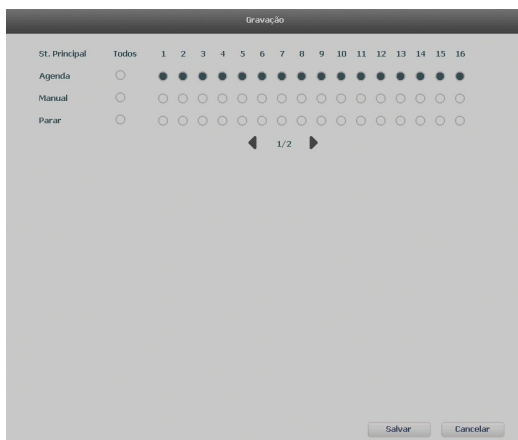 Gravação
St. Principal Todos 1 2 3 4 5 6 7 8 9 10 11 12 13 14 15 16
Agenda
Manual
Parar
1/2
Salvar Cancelar